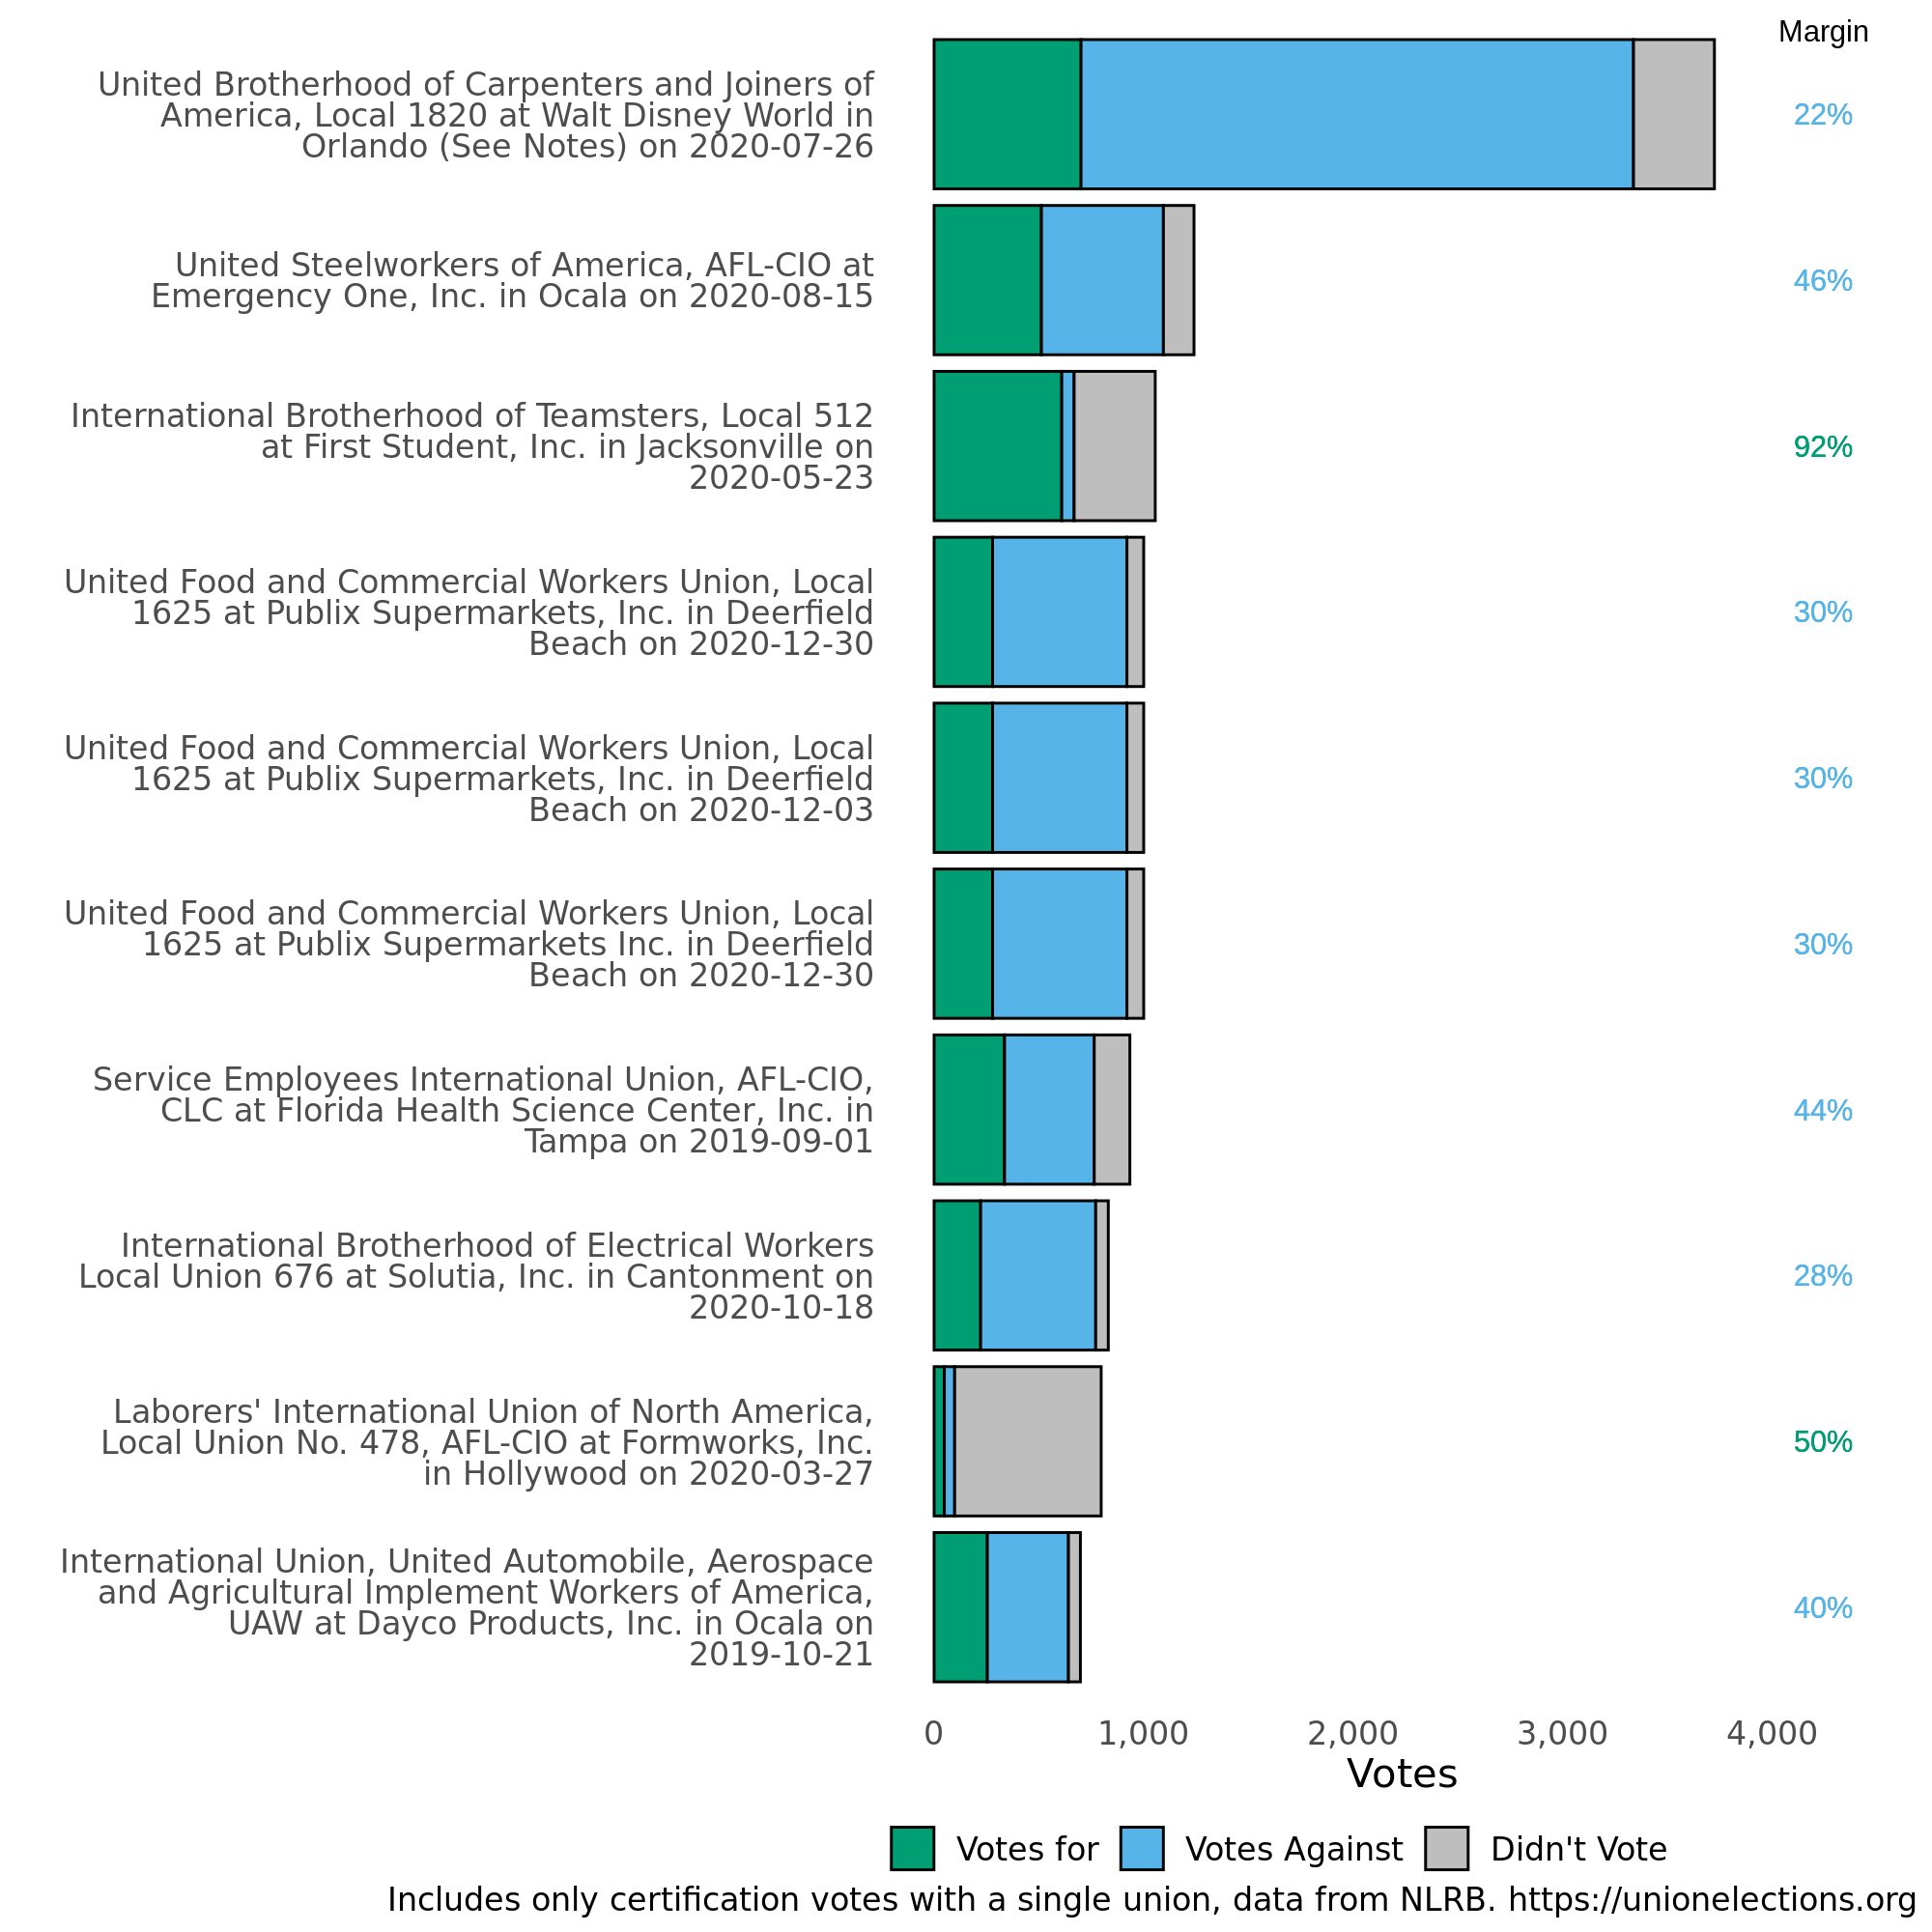 Margin
United Brotherhood of Carpenters and Joiners of
America, Local 1820 at Walt Disney World in
Orlando (See Notes) on 2020-07-26
22%
United Steelworkers of America, AFL-CIO at
Emergency One, Inc. in Ocala on 2020-08-15
46%
International Brotherhood of Teamsters, Local 512
at First Student, Inc. in Jacksonville on
2020-05-23
92%
United Food and Commercial Workers Union, Local
1625 at Publix Supermarkets, Inc. in Deerfield
Beach on 2020-12-30
30%
United Food and Commercial Workers Union, Local
1625 at Publix Supermarkets, Inc. in Deerfield
Beach on 2020-12-03
30%
United Food and Commercial Workers Union, Local
1625 at Publix Supermarkets Inc. in Deerfield
Beach on 2020-12-30
30%
Service Employees International Union, AFL-CIO,
CLC at Florida Health Science Center, Inc. in
Tampa on 2019-09-01
44%
International Brotherhood of Electrical Workers
Local Union 676 at Solutia, Inc. in Cantonment on
2020-10-18
28%
Laborers' International Union of North America,
Local Union No. 478, AFL-CIO at Formworks, Inc.
in Hollywood on 2020-03-27
50%
International Union, United Automobile, Aerospace
and Agricultural Implement Workers of America,
UAW at Dayco Products, Inc. in Ocala on
2019-10-21
40%
0 1,000 2,000 3,000 4,000
Votes
Votes for Votes Against Didn't Vote
Includes only certification votes with a single union, data from NLRB. https://unionelections.org